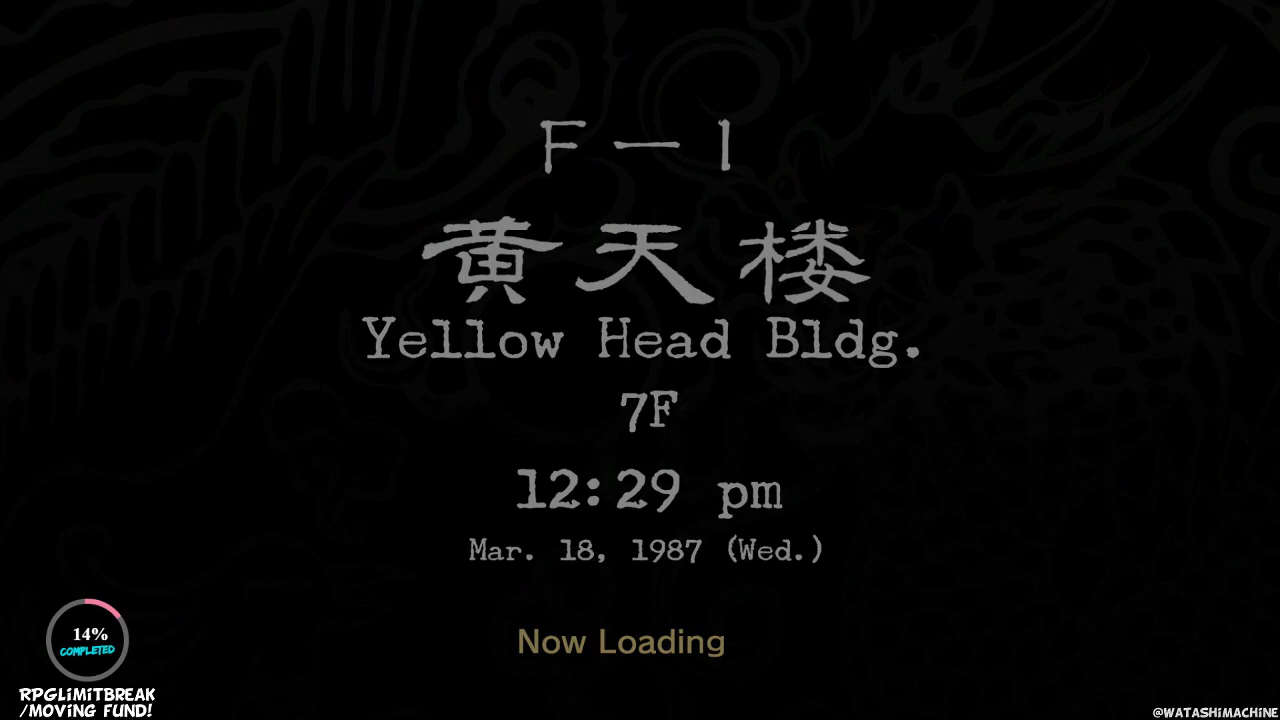 F — 1
黄天楼
Yellow Head Bldg.
7F
12:29 pm
Mar. 18, 1987 (Wed.)
Now Loading
14%
COMPLETED
RPGLIMITBREAK
/MOVING FUND!
@WATASHIMACHINE